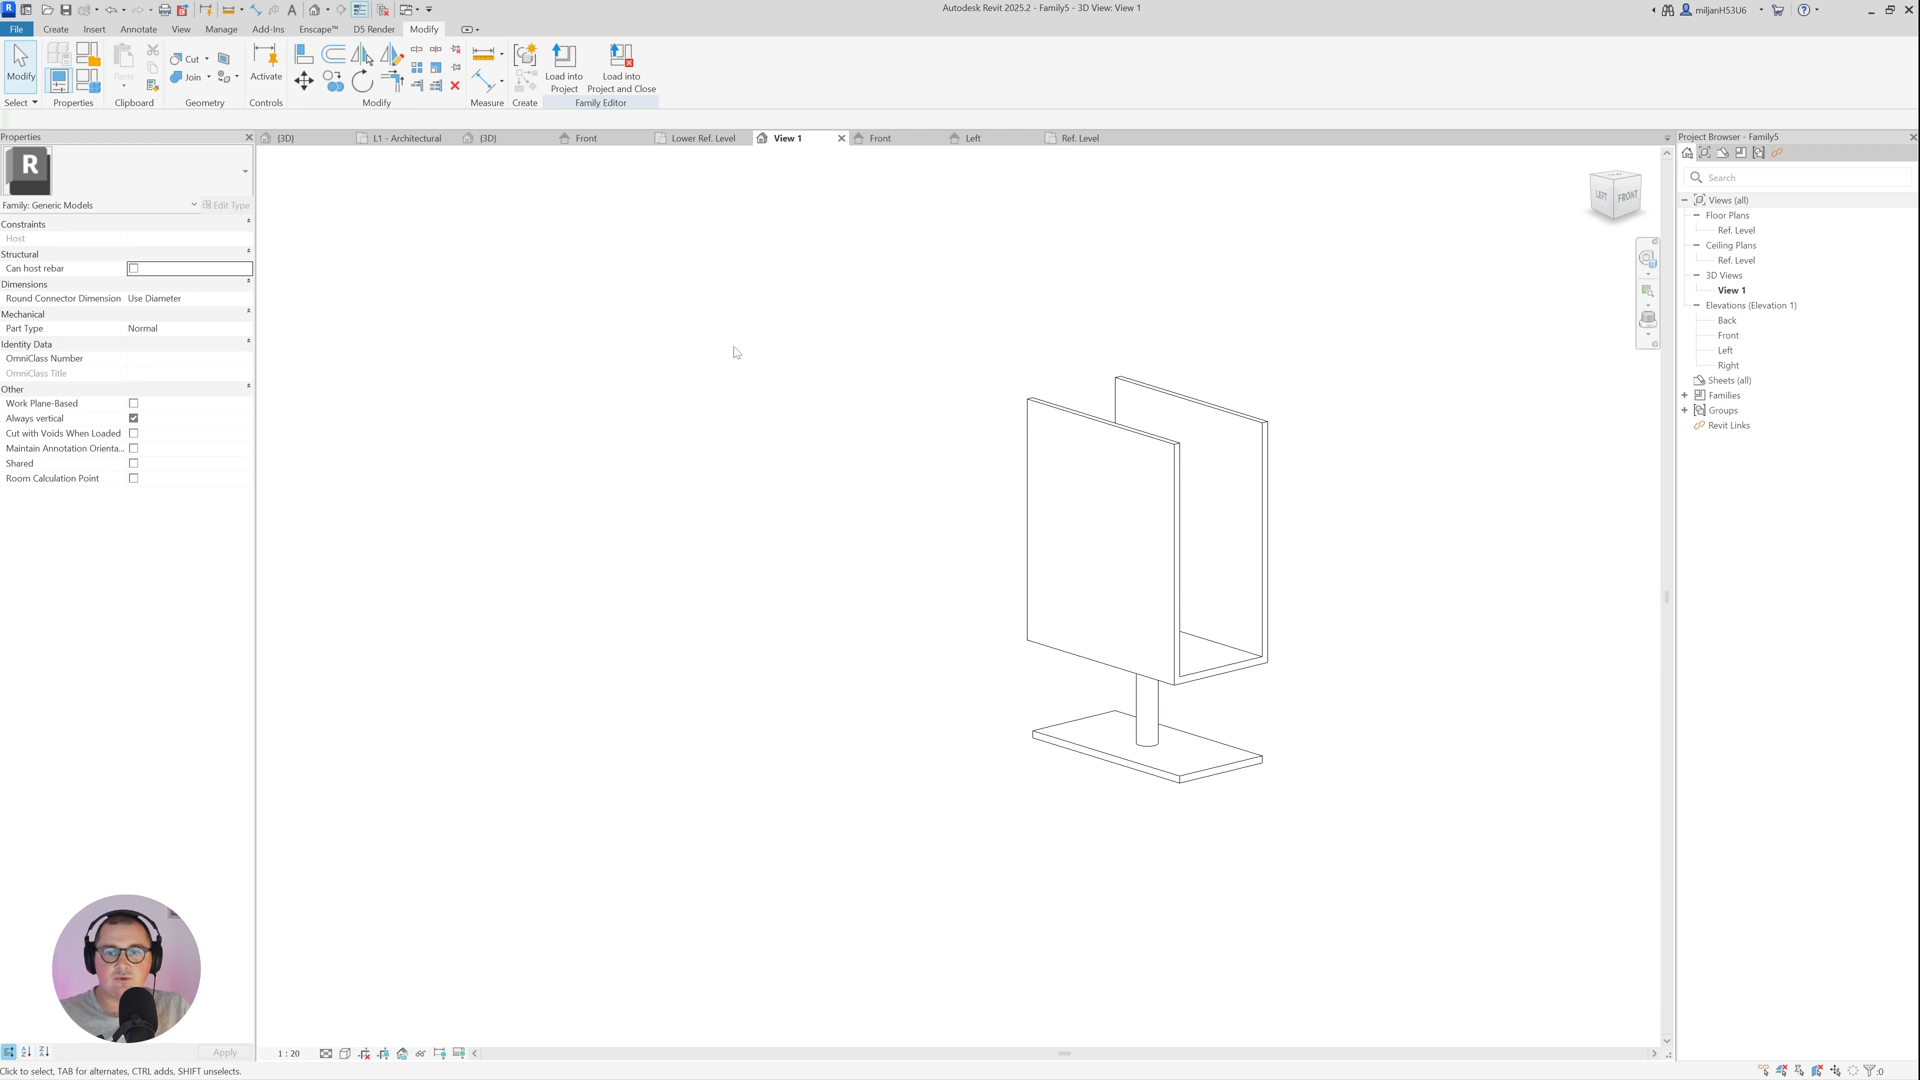 Autodesk Revit 2025.2 - Family5 - 3D View: View 1
miljanH53U6
File Create Insert Annotate View Manage Add-Ins Enscape™ D5 Render Modify
Modify
Paste
Cut
Join
Activate
Load into
Project
Load into
Project and Close
Select Properties Clipboard Geometry Controls Modify Measure Create Family Editor
Properties
{3D} L1 - Architectural {3D} Front Lower Ref. Level View 1 Front Left Ref. Level
R
Family: Generic Models Edit Type
Constraints
Host
Structural
Can host rebar
Dimensions
Round Connector Dimension Use Diameter
Mechanical
Part Type Normal
Identity Data
OmniClass Number
OmniClass Title
Other
Work Plane-Based
Always vertical
Cut with Voids When Loaded
Maintain Annotation Orienta...
Shared
Room Calculation Point
Apply
LEFT FRONT
Project Browser - Family5
Search
Views (all)
Floor Plans
Ref. Level
Ceiling Plans
Ref. Level
3D Views
View 1
Elevations (Elevation 1)
Back
Front
Left
Right
Sheets (all)
Families
Groups
Revit Links
1 : 20
Click to select, TAB for alternates, CTRL adds, SHIFT unselects.
:0